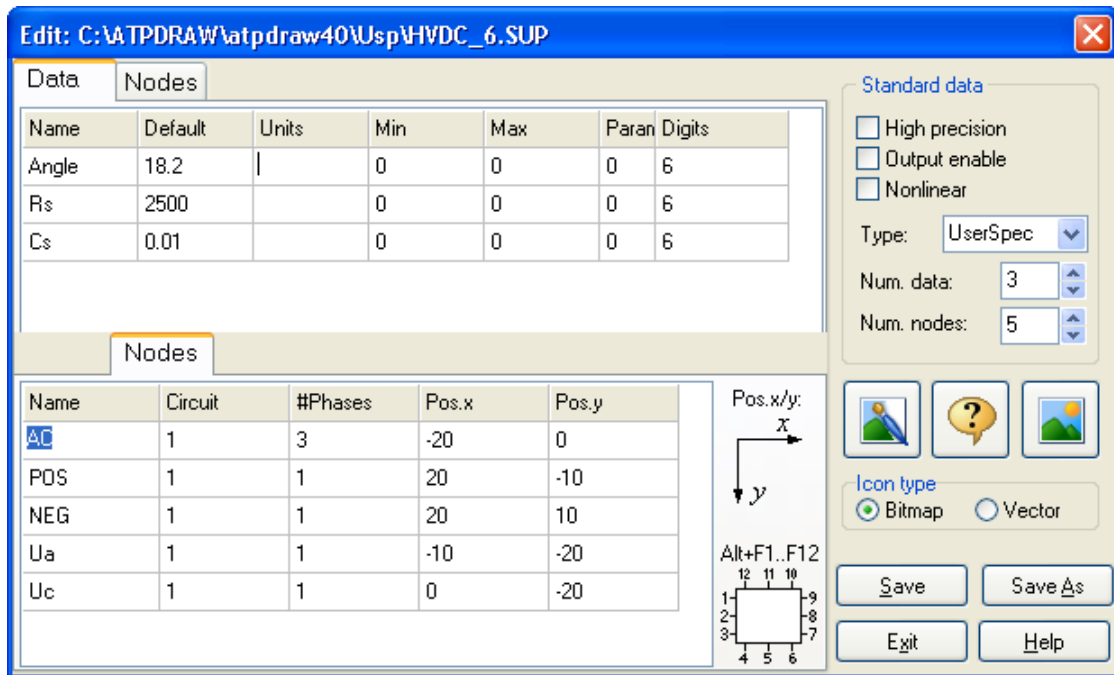 Edit: C:\ATPDRAW\atpdraw40\Usp\HVDC_6.SUP
Data Nodes
Name Default Units Min Max Param Digits
Angle 18.2 0 0 0 6
Rs 2500 0 0 0 6
Cs 0.01 0 0 0 6
Nodes
Name Circuit #Phases Pos.x Pos.y
AC 1 3 -20 0
POS 1 1 20 -10
NEG 1 1 20 10
Ua 1 1 -10 -20
Uc 1 1 0 -20
Pos.x/y:
x
y
Alt+F1..F12
12 11 10
1 9
2 8
3 7
4 5 6
Standard data
High precision
Output enable
Nonlinear
Type: UserSpec
Num. data: 3
Num. nodes: 5
?
Icon type
Bitmap Vector
Save Save As
Exit Help